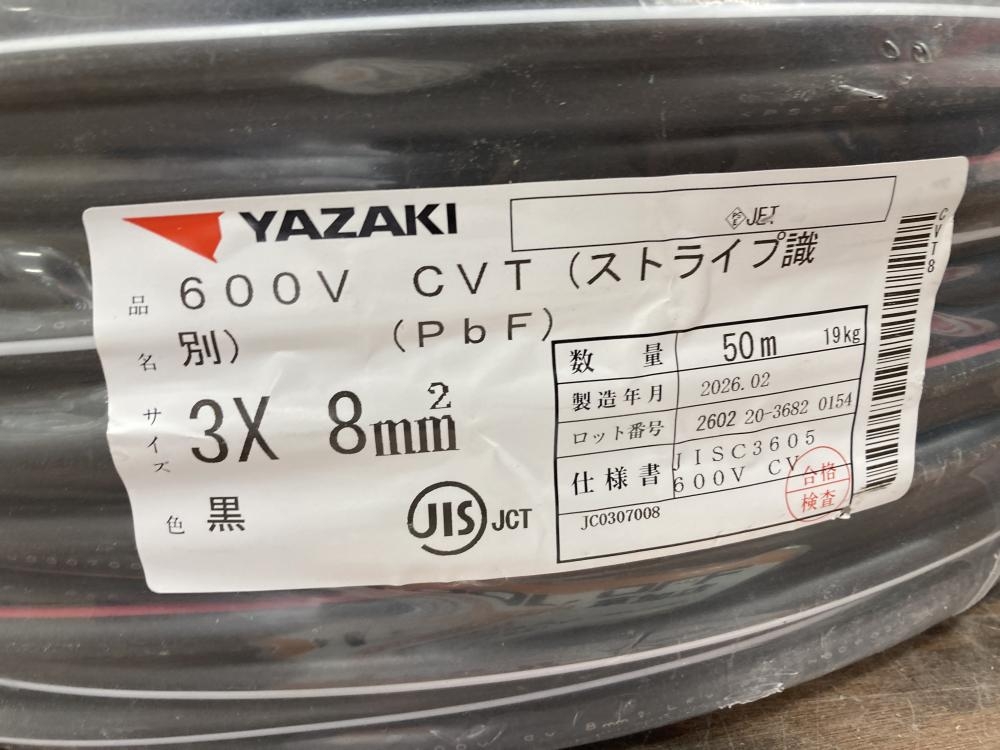 YAZAKI
JET
品名 600V CVT (ストライプ識
別) (PbF)
サイズ 3X 8mm²
色 黒
JIS JCT
数量 50m 19kg
製造年月 2026.02
ロット番号 2602 20-3682 0154
仕様書 JISC3605
600V CV
JC0307008
合格
検査
CVT8